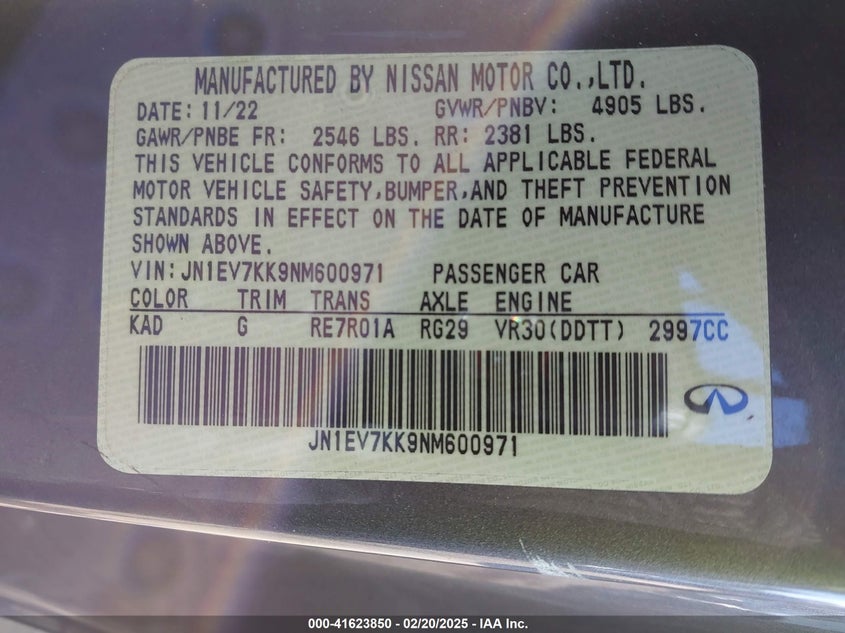 MANUFACTURED BY NISSAN MOTOR CO.,LTD.
DATE: 11/22 GVWR/PNBV: 4905 LBS.
GAWR/PNBE FR: 2546 LBS. RR: 2381 LBS.
THIS VEHICLE CONFORMS TO ALL APPLICABLE FEDERAL
MOTOR VEHICLE SAFETY,BUMPER,AND THEFT PREVENTION
STANDARDS IN EFFECT ON THE DATE OF MANUFACTURE
SHOWN ABOVE.
VIN:JN1EV7KK9NM600971 PASSENGER CAR
COLOR TRIM TRANS AXLE ENGINE
KAD G RE7R01A RG29 VR30(DDTT) 2997CC
JN1EV7KK9NM600971
000-41623850 - 02/20/2025 - IAA Inc.